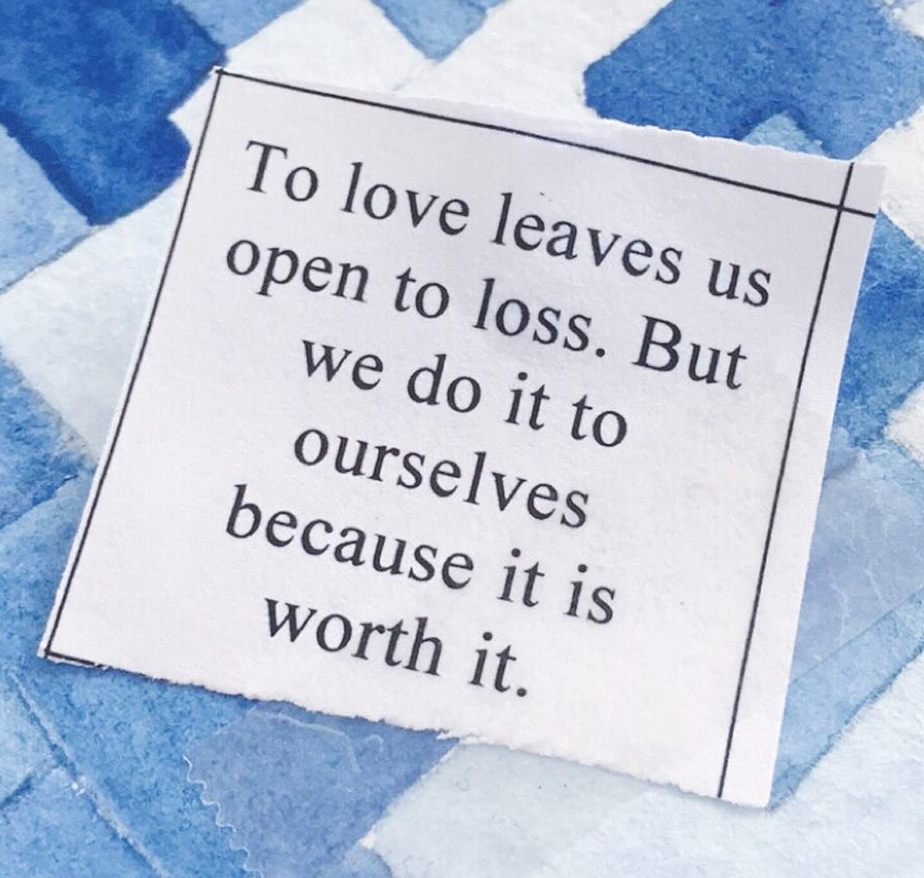 To love leaves us
open to loss. But
we do it to
ourselves
because it is
worth it.